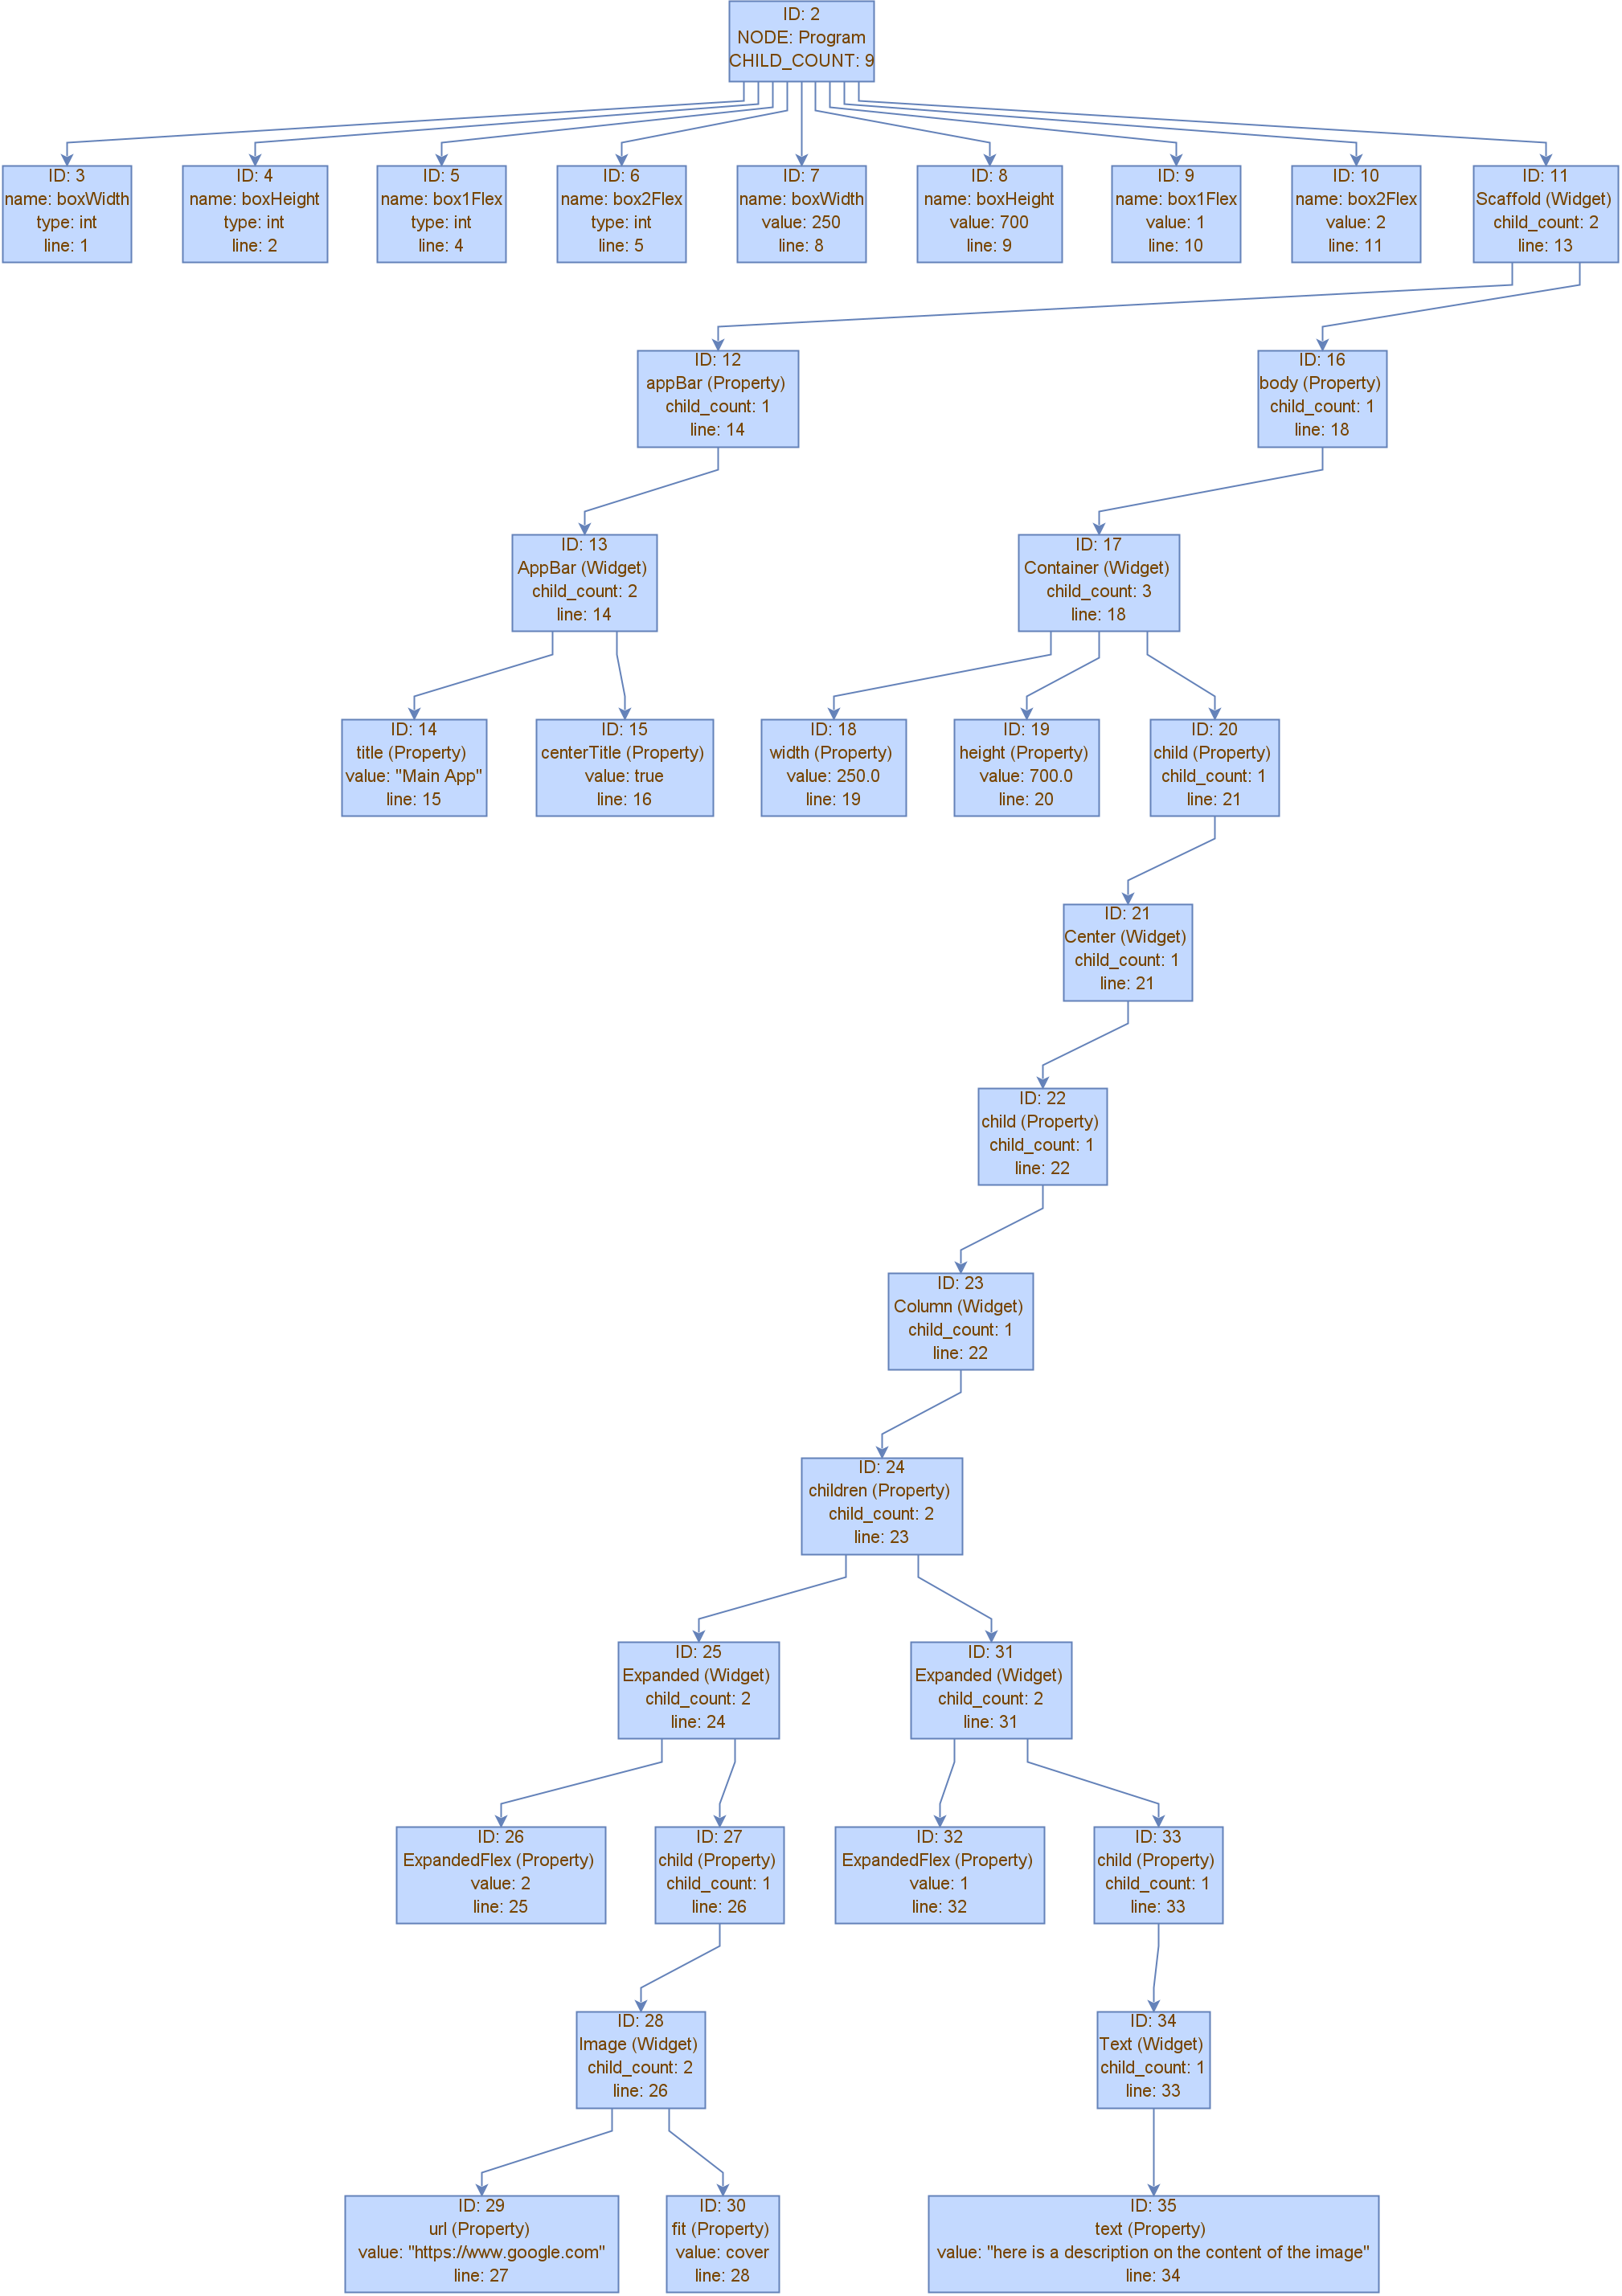 ID: 2
NODE: Program
CHILD_COUNT: 9
ID: 3
name: boxWidth
type: int
line: 1
ID: 4
name: boxHeight
type: int
line: 2
ID: 5
name: box1Flex
type: int
line: 4
ID: 6
name: box2Flex
type: int
line: 5
ID: 7
name: boxWidth
value: 250
line: 8
ID: 8
name: boxHeight
value: 700
line: 9
ID: 9
name: box1Flex
value: 1
line: 10
ID: 10
name: box2Flex
value: 2
line: 11
ID: 11
Scaffold (Widget)
child_count: 2
line: 13
ID: 12
appBar (Property)
child_count: 1
line: 14
ID: 16
body (Property)
child_count: 1
line: 18
ID: 13
AppBar (Widget)
child_count: 2
line: 14
ID: 17
Container (Widget)
child_count: 3
line: 18
ID: 14
title (Property)
value: "Main App"
line: 15
ID: 15
centerTitle (Property)
value: true
line: 16
ID: 18
width (Property)
value: 250.0
line: 19
ID: 19
height (Property)
value: 700.0
line: 20
ID: 20
child (Property)
child_count: 1
line: 21
ID: 21
Center (Widget)
child_count: 1
line: 21
ID: 22
child (Property)
child_count: 1
line: 22
ID: 23
Column (Widget)
child_count: 1
line: 22
ID: 24
children (Property)
child_count: 2
line: 23
ID: 25
Expanded (Widget)
child_count: 2
line: 24
ID: 31
Expanded (Widget)
child_count: 2
line: 31
ID: 26
ExpandedFlex (Property)
value: 2
line: 25
ID: 27
child (Property)
child_count: 1
line: 26
ID: 32
ExpandedFlex (Property)
value: 1
line: 32
ID: 33
child (Property)
child_count: 1
line: 33
ID: 28
Image (Widget)
child_count: 2
line: 26
ID: 34
Text (Widget)
child_count: 1
line: 33
ID: 29
url (Property)
value: "https://www.google.com"
line: 27
ID: 30
fit (Property)
value: cover
line: 28
ID: 35
text (Property)
value: "here is a description on the content of the image"
line: 34